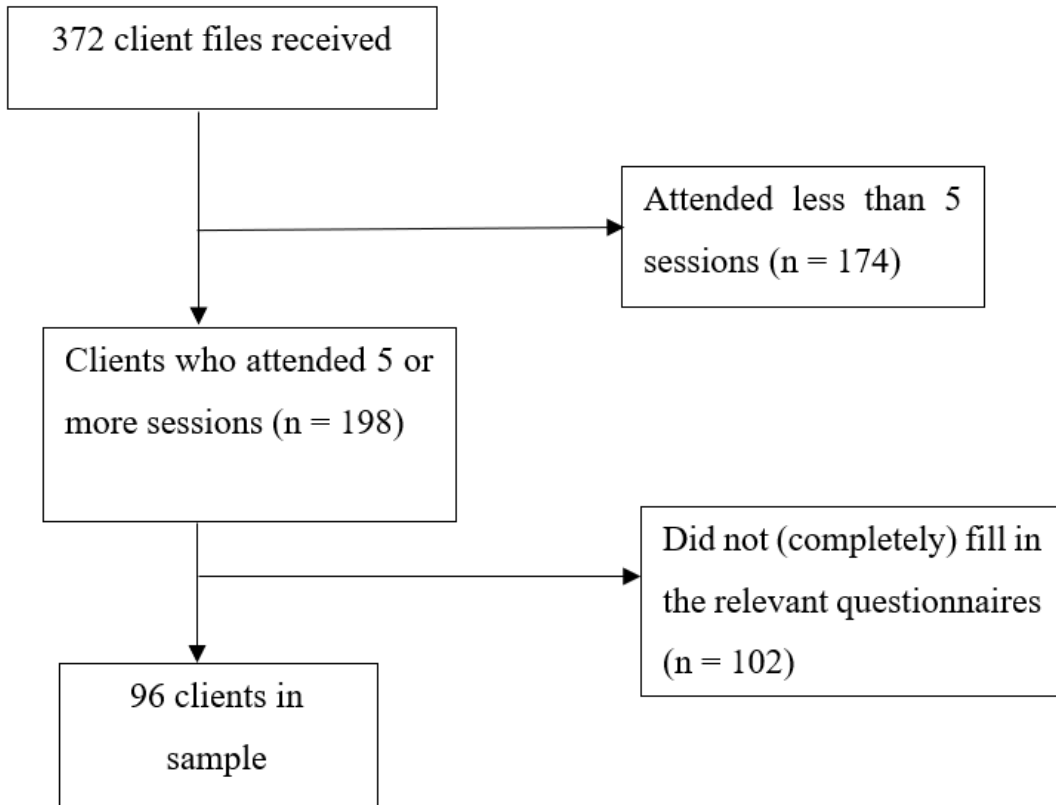 372 client files received
Attended less than 5
sessions (n = 174)
Clients who attended 5 or
more sessions (n = 198)
Did not (completely) fill in
the relevant questionnaires
(n = 102)
96 clients in
sample